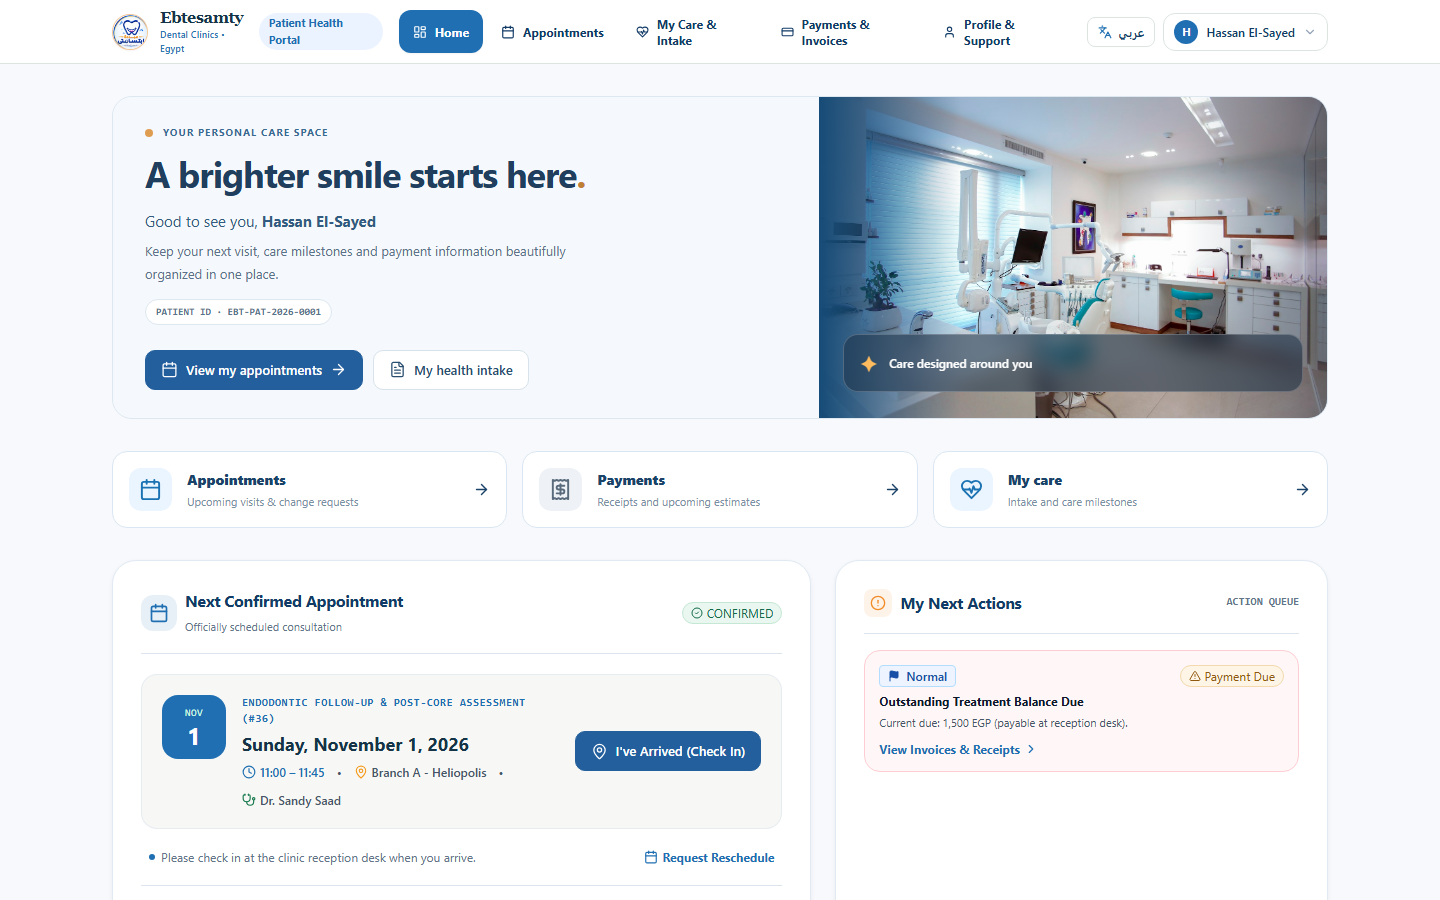 Ebtesamty
Dental Clinics •
Egypt
Patient Health
Portal
Home
Appointments
My Care &
Intake
Payments &
Invoices
Profile &
Support
عربي
H
Hassan El-Sayed
YOUR PERSONAL CARE SPACE
A brighter smile starts here.
Good to see you, Hassan El-Sayed
Keep your next visit, care milestones and payment information beautifully
organized in one place.
PATIENT ID · EBT-PAT-2026-0001
View my appointments
My health intake
Care designed around you
Appointments
Upcoming visits & change requests
Payments
Receipts and upcoming estimates
My care
Intake and care milestones
Next Confirmed Appointment
Officially scheduled consultation
CONFIRMED
NOV
1
ENDODONTIC FOLLOW-UP & POST-CORE ASSESSMENT
(#36)
Sunday, November 1, 2026
11:00 – 11:45 • Branch A - Heliopolis •
Dr. Sandy Saad
I've Arrived (Check In)
Please check in at the clinic reception desk when you arrive.
Request Reschedule
My Next Actions
ACTION QUEUE
Normal
Payment Due
Outstanding Treatment Balance Due
Current due: 1,500 EGP (payable at reception desk).
View Invoices & Receipts